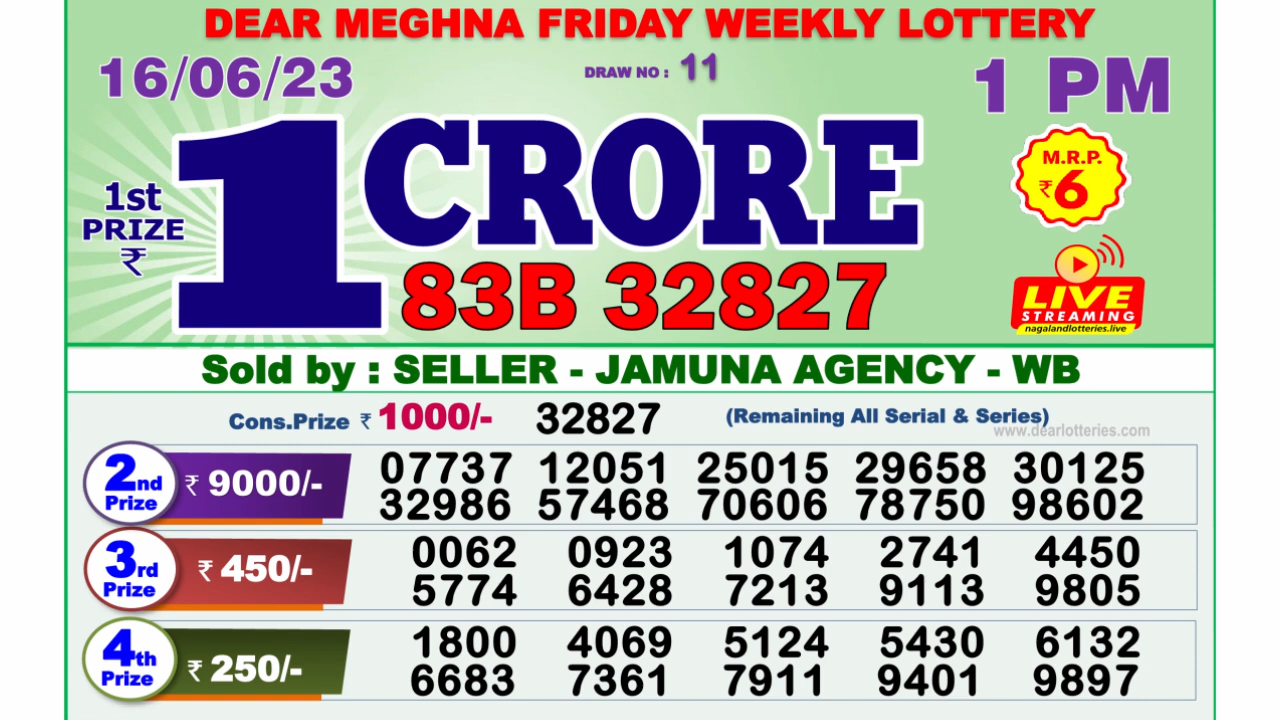 DEAR MEGHNA FRIDAY WEEKLY LOTTERY
16/06/23
DRAW NO : 11
1 PM
1st
PRIZE
₹
1 CRORE
83B 32827
M.R.P.
₹6
LIVE
STREAMING
nagalandlotteries.live
Sold by : SELLER - JAMUNA AGENCY - WB
Cons.Prize ₹ 1000/- 32827 (Remaining All Serial & Series)
www.dearlotteries.com
2nd Prize ₹ 9000/-
07737 12051 25015 29658 30125
32986 57468 70606 78750 98602
3rd Prize ₹ 450/-
0062 0923 1074 2741 4450
5774 6428 7213 9113 9805
4th Prize ₹ 250/-
1800 4069 5124 5430 6132
6683 7361 7911 9401 9897